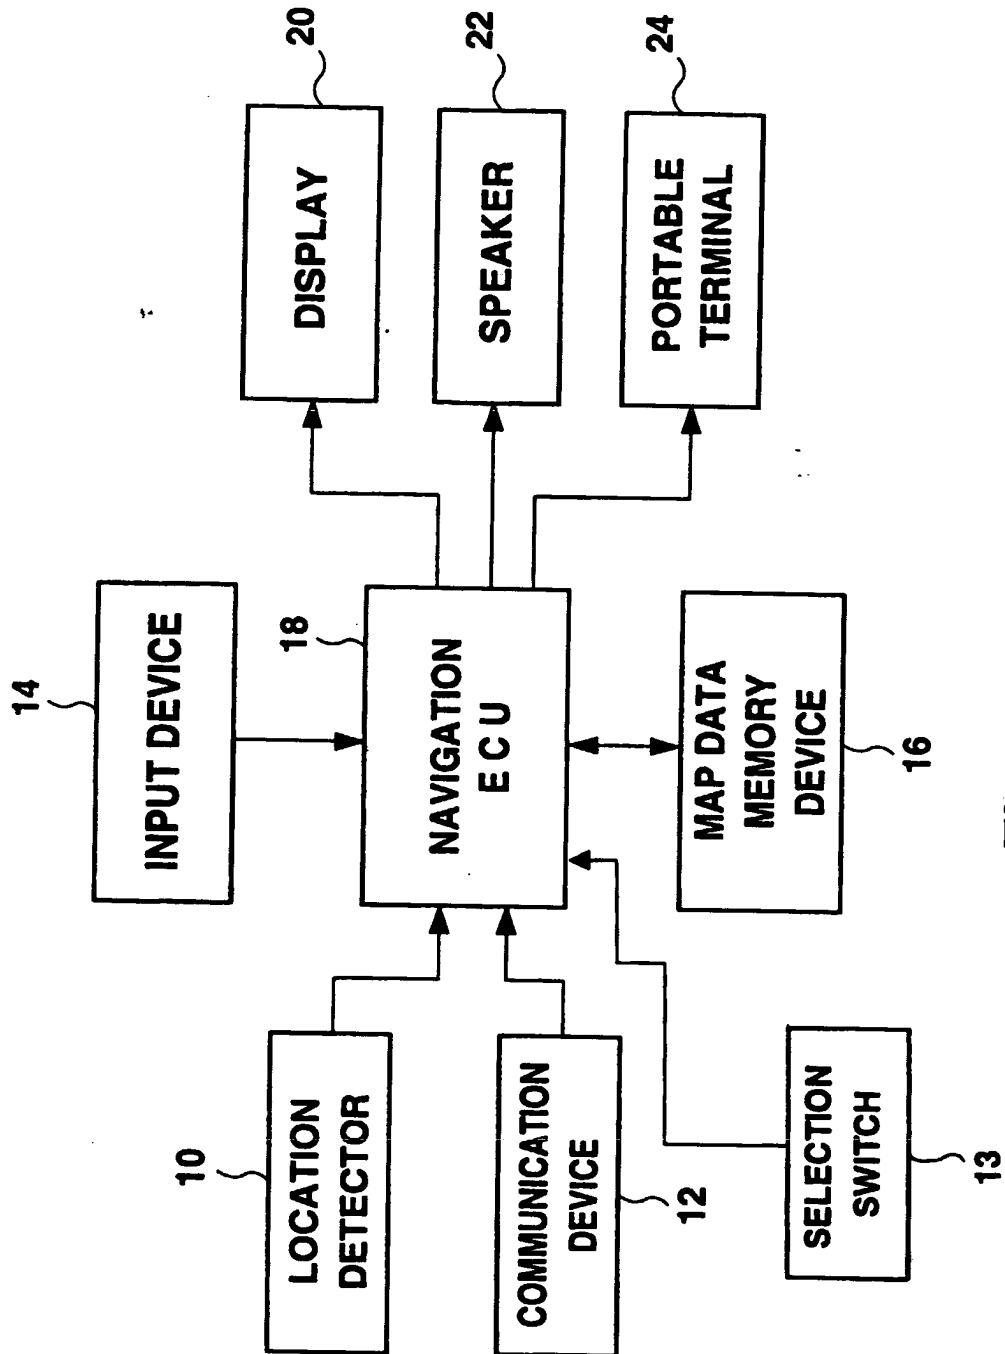 14
INPUT DEVICE
10
LOCATION
DETECTOR
18
NAVIGATION
E C U
20
DISPLAY
22
SPEAKER
COMMUNICATION
DEVICE
12
24
PORTABLE
TERMINAL
MAP DATA
MEMORY
DEVICE
16
SELECTION
SWITCH
13